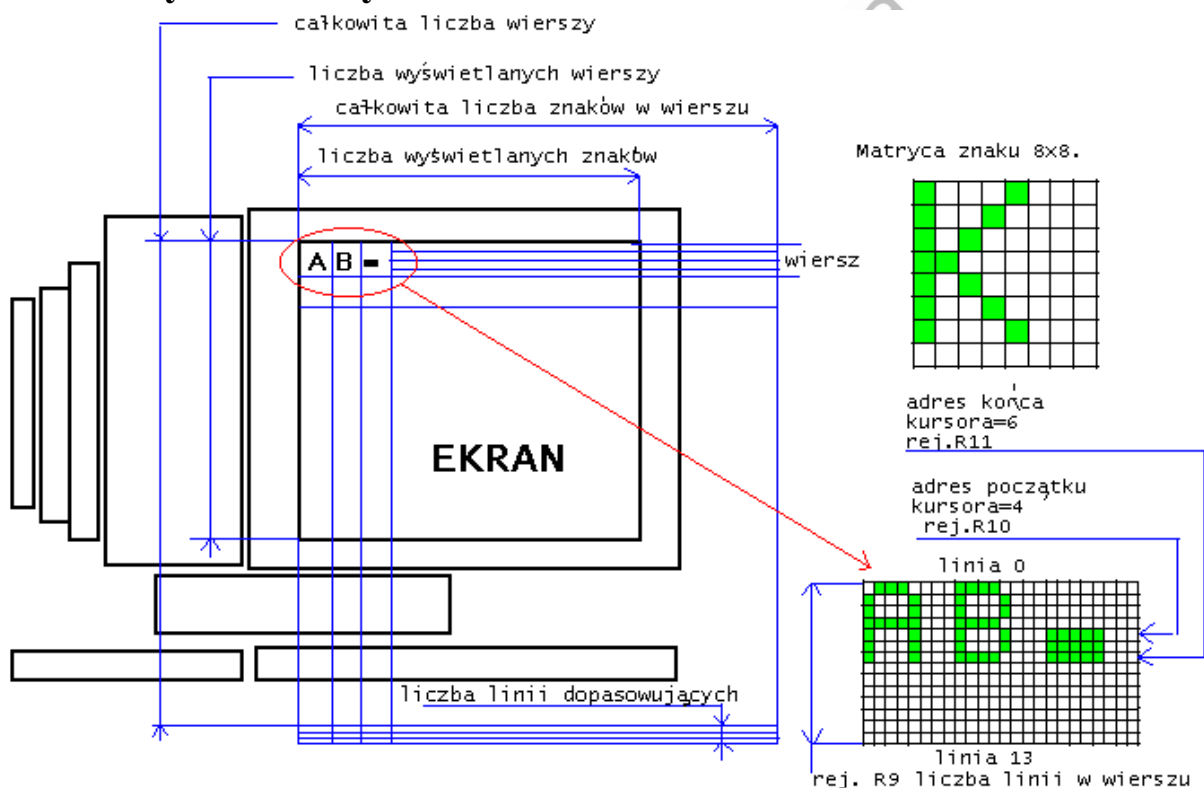 całkowita liczba wierszy
liczba wyświetlanych wierszy
całkowita liczba znaków w wierszu
liczba wyświetlanych znaków
Matryca znaku 8x8.
A B =
wiersz
EKRAN
adres końca
kursora=6
rej.R11
adres początku
kursora=4
rej.R10
linia 0
AB
liczba linii dopasowujących
linia 13
rej. R9 liczba linii w wierszu